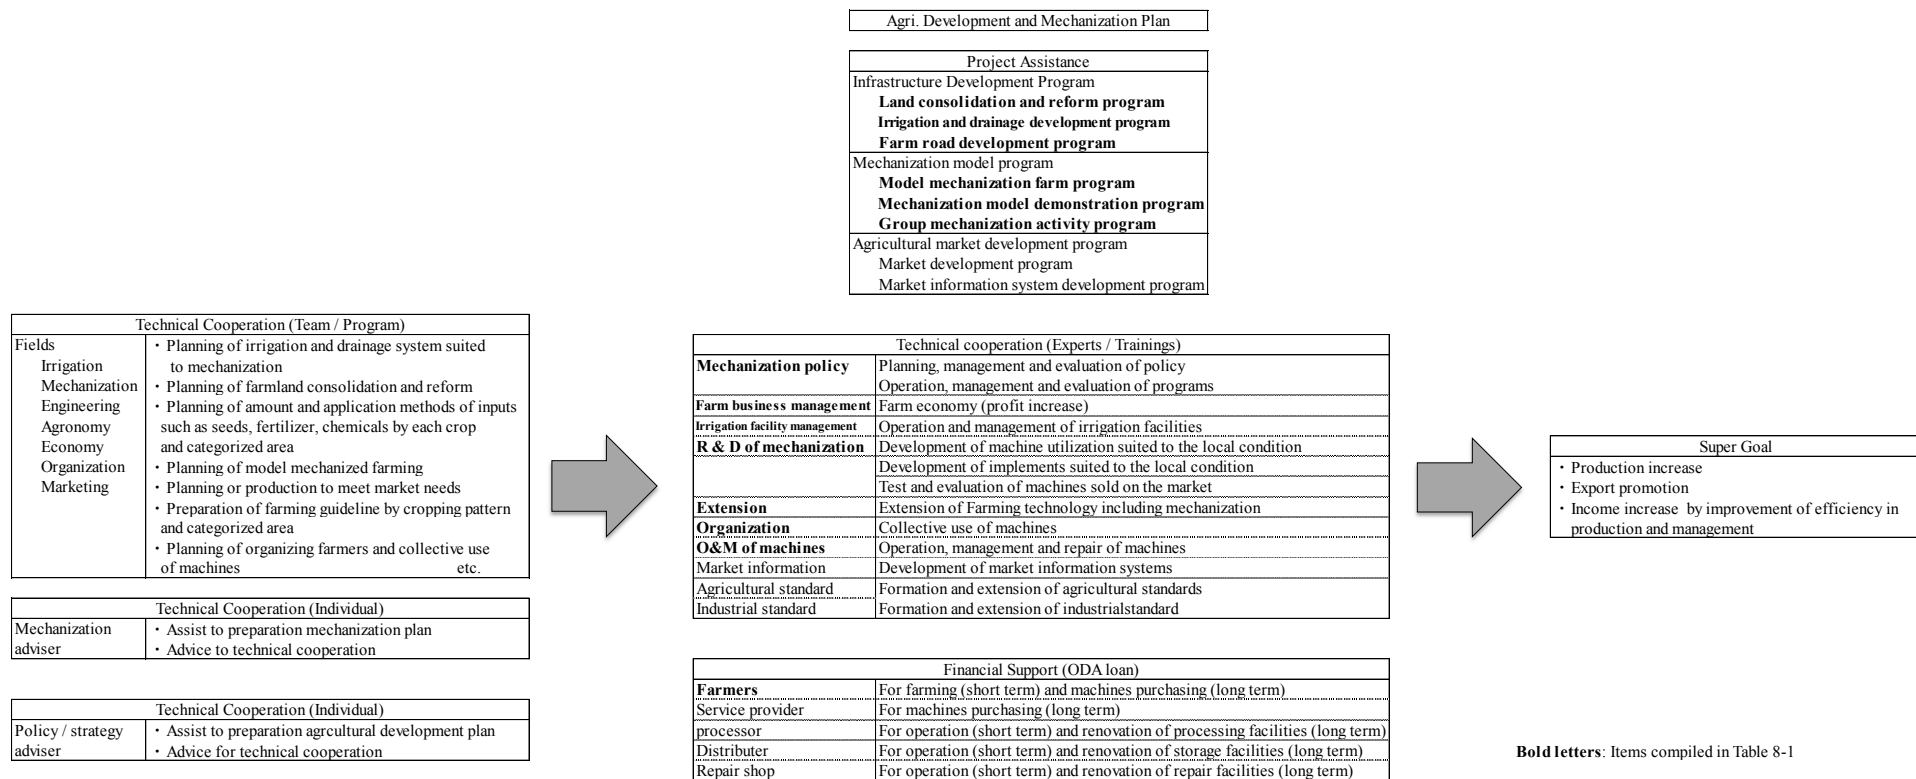 Agri. Development and Mechanization Plan
Project Assistance
Infrastructure Development Program
Land consolidation and reform program
Irrigation and drainage development program
Farm road development program
Mechanization model program
Model mechanization farm program
Mechanization model demonstration program
Group mechanization activity program
Agricultural market development program
Market development program
Market information system development program
Technical Cooperation (Team / Program)
Fields
Irrigation
Mechanization
Engineering
Agronomy
Economy
Organization
Marketing
・Planning of irrigation and drainage system suited
to mechanization
・Planning of farmland consolidation and reform
・Planning of amount and application methods of inputs
such as seeds, fertilizer, chemicals by each crop
and categorized area
・Planning of model mechanized farming
・Planning or production to meet market needs
・Preparation of farming guideline by cropping pattern
and categorized area
・Planning of organizing farmers and collective use
of machines etc.
Technical Cooperation (Individual)
Mechanization
adviser
・Assist to preparation mechanization plan
・Advice to technical cooperation
Technical Cooperation (Individual)
Policy / strategy
adviser
・Assist to preparation agrcultural development plan
・Advice for technical cooperation
Technical cooperation (Experts / Trainings)
Mechanization policy Planning, management and evaluation of policy
Operation, management and evaluation of programs
Farm business management Farm economy (profit increase)
Irrigation facility management Operation and management of irrigation facilities
R & D of mechanization Development of machine utilization suited to the local condition
Development of implements suited to the local condition
Test and evaluation of machines sold on the market
Extension Extension of Farming technology including mechanization
Organization Collective use of machines
O&M of machines Operation, management and repair of machines
Market information Development of market information systems
Agricultural standard Formation and extension of agricultural standards
Industrial standard Formation and extension of industrialstandard
Financial Support (ODA loan)
Farmers For farming (short term) and machines purchasing (long term)
Service provider For machines purchasing (long term)
processor For operation (short term) and renovation of processing facilities (long term)
Distributer For operation (short term) and renovation of storage facilities (long term)
Repair shop For operation (short term) and renovation of repair facilities (long term)
Super Goal
・Production increase
・Export promotion
・Income increase by improvement of efficiency in
production and management
Bold letters: Items compiled in Table 8-1